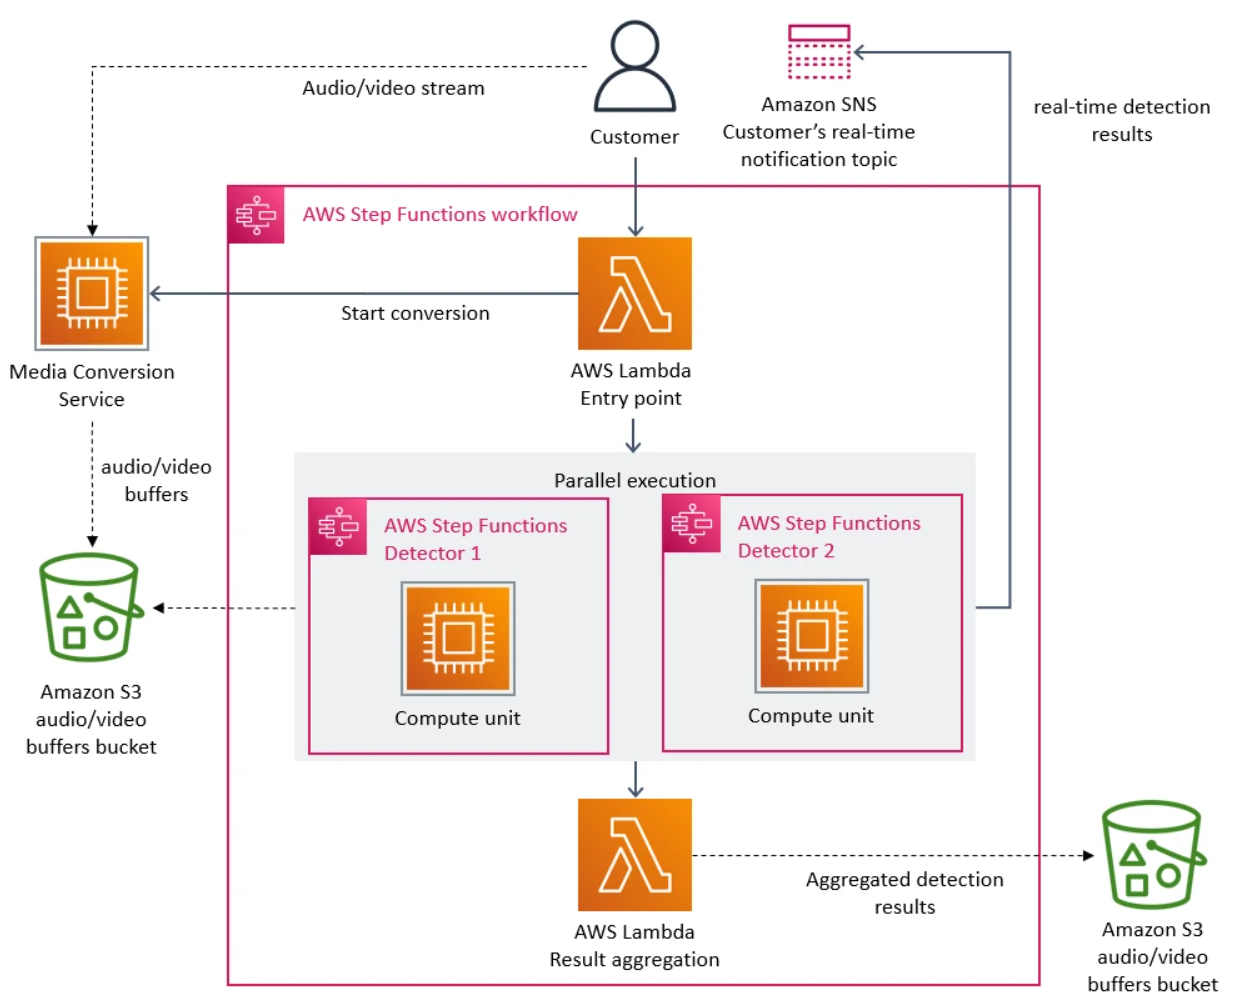 Audio/video stream
Customer
Amazon SNS
Customer’s real-time
notification topic
real-time detection
results
AWS Step Functions workflow
Start conversion
Media Conversion
Service
AWS Lambda
Entry point
audio/video
buffers
Parallel execution
AWS Step Functions
Detector 1
Compute unit
AWS Step Functions
Detector 2
Compute unit
Amazon S3
audio/video
buffers bucket
AWS Lambda
Result aggregation
Aggregated detection
results
Amazon S3
audio/video
buffers bucket